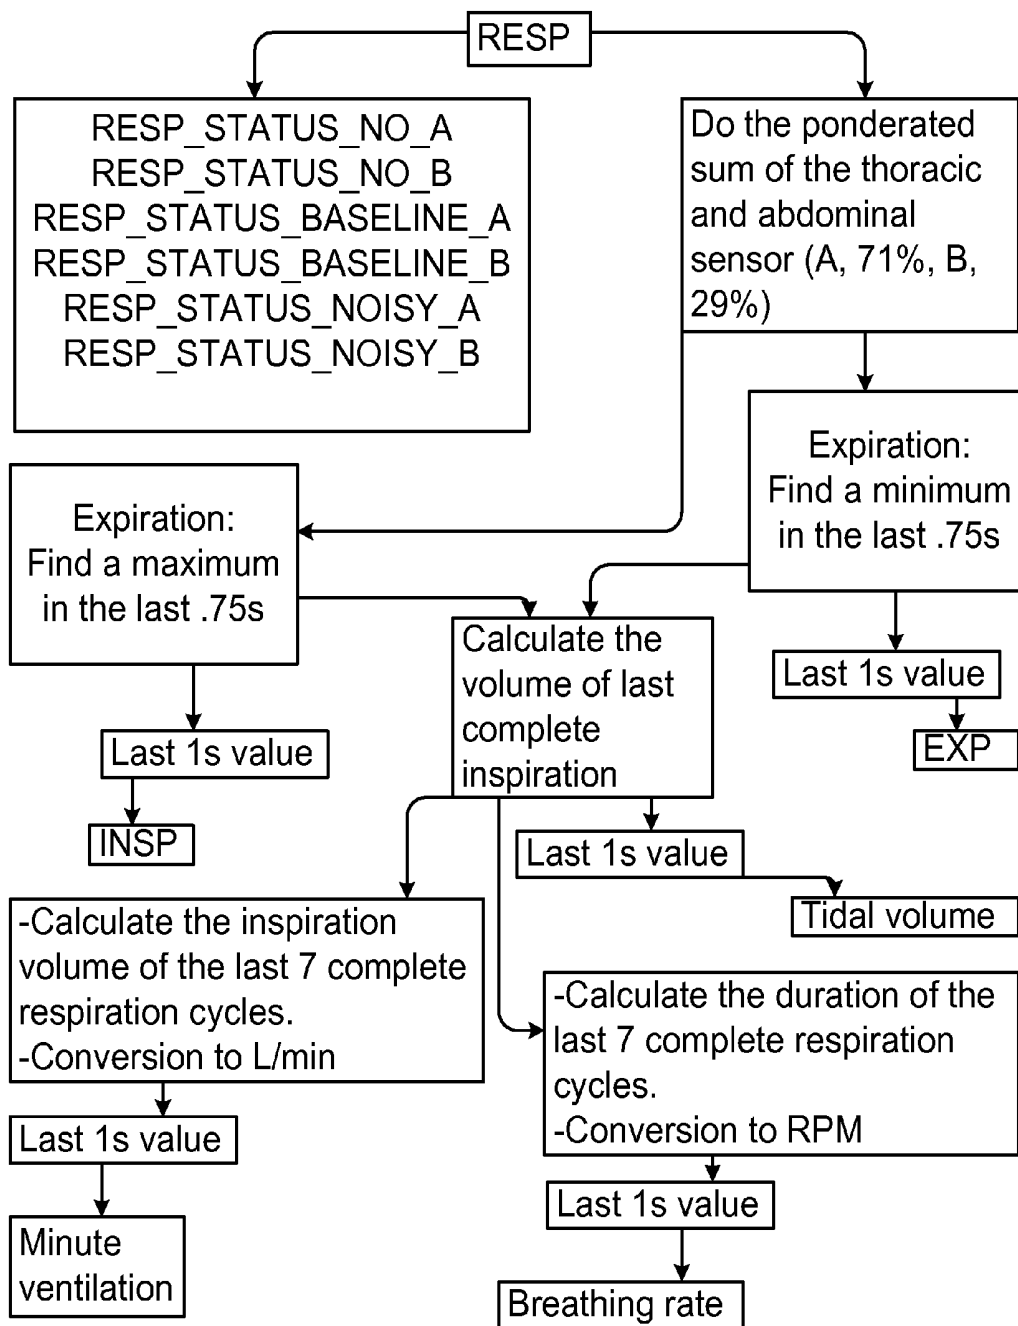 RESP
RESP_STATUS_NO_A
RESP_STATUS_NO_B
RESP_STATUS_BASELINE_A
RESP_STATUS_BASELINE_B
RESP_STATUS_NOISY_A
RESP_STATUS_NOISY_B
Do the ponderated
sum of the thoracic
and abdominal
sensor (A, 71%, B,
29%)
Expiration:
Find a minimum
in the last .75s
Expiration:
Find a maximum
in the last .75s
Calculate the
volume of last
complete
inspiration
Last 1s value
EXP
Last 1s value
INSP
Last 1s value
Tidal volume
-Calculate the inspiration
volume of the last 7 complete
respiration cycles.
-Conversion to L/min
-Calculate the duration of the
last 7 complete respiration
cycles.
-Conversion to RPM
Last 1s value
Minute
ventilation
Last 1s value
Breathing rate